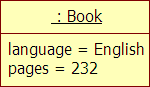 : Book
language = English
pages = 232